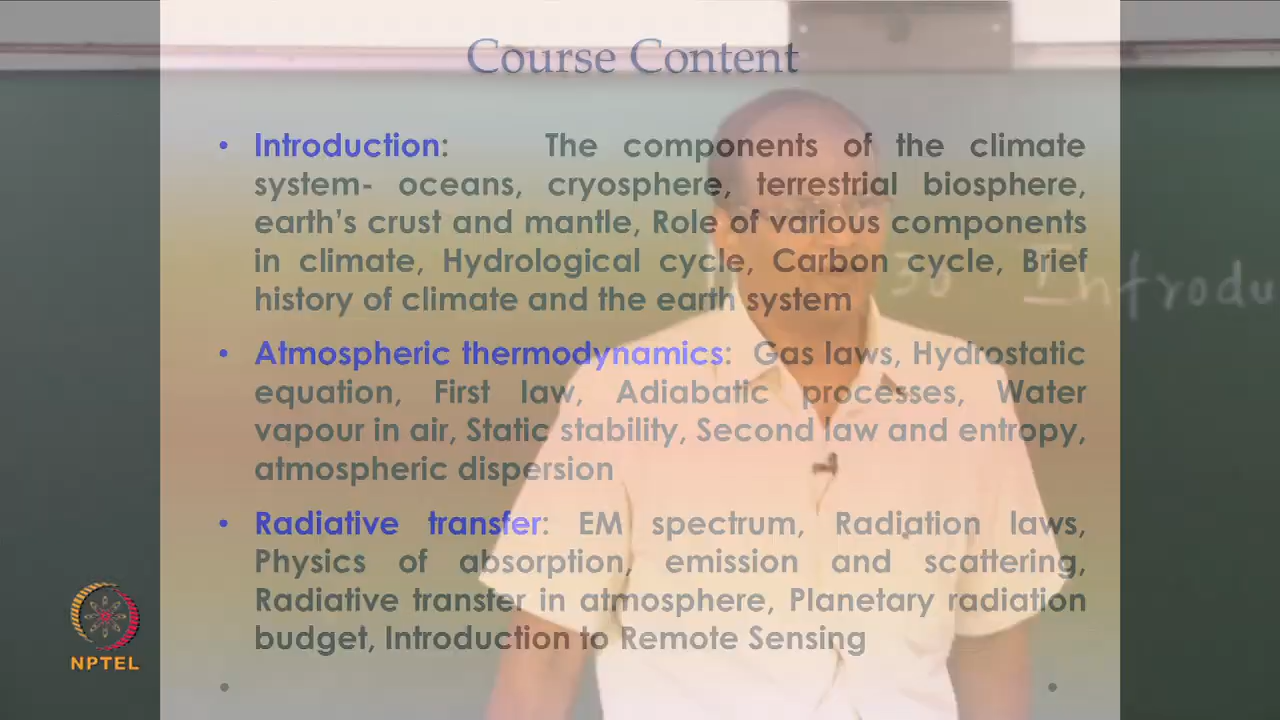 Course Content
• Introduction: The components of the climate
system- oceans, cryosphere, terrestrial biosphere,
earth's crust and mantle, Role of various components
in climate, Hydrological cycle, Carbon cycle, Brief
history of climate and the earth system
• Atmospheric thermodynamics: Gas laws, Hydrostatic
equation, First law, Adiabatic processes, Water
vapour in air, Static stability, Second law and entropy,
atmospheric dispersion
• Radiative transfer: EM spectrum, Radiation laws,
Physics of absorption, emission and scattering,
Radiative transfer in atmosphere, Planetary radiation
budget, Introduction to Remote Sensing
30 Introdu
NPTEL